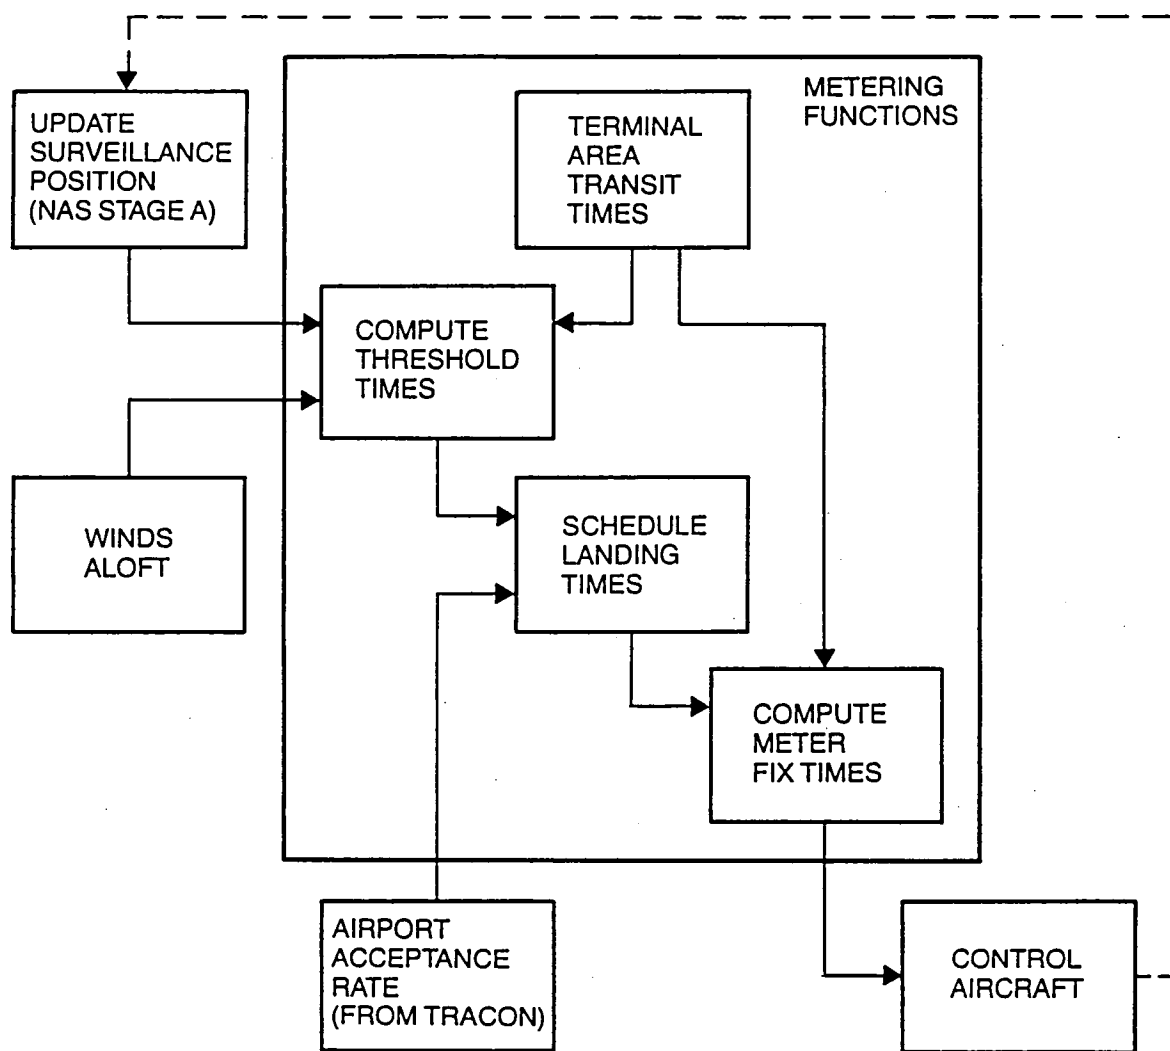 METERING
FUNCTIONS
UPDATE
SURVEILLANCE
POSITION
(NAS STAGE A)
TERMINAL
AREA
TRANSIT
TIMES
COMPUTE
THRESHOLD
TIMES
WINDS
ALOFT
SCHEDULE
LANDING
TIMES
COMPUTE
METER
FIX TIMES
AIRPORT
ACCEPTANCE
RATE
(FROM TRACON)
CONTROL
AIRCRAFT